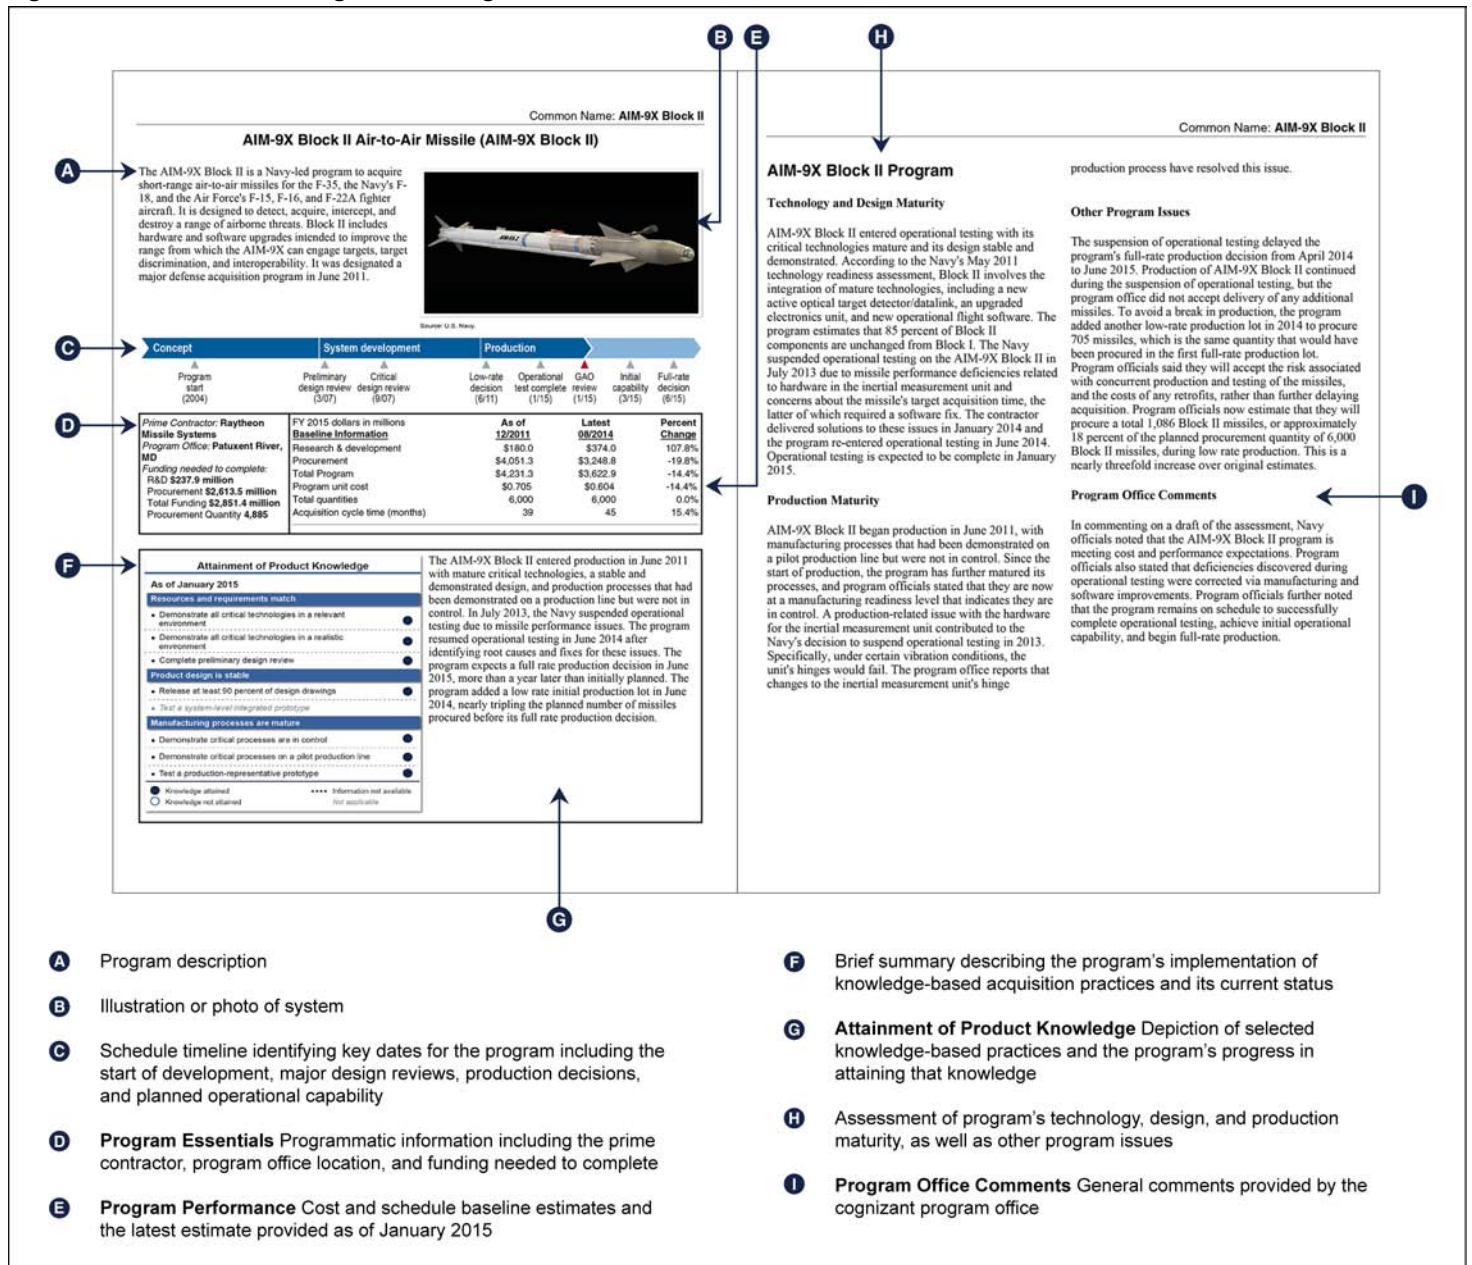 B
E
H
Common Name: AIM-9X Block II
AIM-9X Block II Air-to-Air Missile (AIM-9X Block II)
A
The AIM-9X Block II is a Navy-led program to acquire
short-range air-to-air missiles for the F-35, the Navy's F-
18, and the Air Force's F-15, F-16, and F-22A fighter
aircraft. It is designed to detect, acquire, intercept, and
destroy a range of airborne threats. Block II includes
hardware and software upgrades intended to improve the
range from which the AIM-9X can engage targets, target
discrimination, and interoperability. It was designated a
major defense acquisition program in June 2011.
Source: U.S. Navy.
C
Concept System development Production
Program
start
(2004)
Preliminary
design review
(3/07)
Critical
design review
(9/07)
Low-rate
decision
(6/11)
Operational
test complete
(1/15)
GAO
review
(1/15)
Initial
capability
(3/15)
Full-rate
decision
(6/15)
D
Prime Contractor: Raytheon
Missile Systems
Program Office: Patuxent River,
MD
Funding needed to complete:
R&D $237.9 million
Procurement $2,613.5 million
Total Funding $2,851.4 million
Procurement Quantity 4,885
FY 2015 dollars in millions As of Latest Percent
Baseline Information 12/2011 08/2014 Change
Research & development $180.0 $374.0 107.8%
Procurement $4,051.3 $3,248.8 -19.8%
Total Program $4,231.3 $3,622.9 -14.4%
Program unit cost $0.705 $0.604 -14.4%
Total quantities 6,000 6,000 0.0%
Acquisition cycle time (months) 39 45 15.4%
F
Attainment of Product Knowledge
As of January 2015
Resources and requirements match
• Demonstrate all critical technologies in a relevant
environment
• Demonstrate all critical technologies in a realistic
environment
• Complete preliminary design review
Product design is stable
• Release at least 90 percent of design drawings
• Test a system-level integrated prototype
Manufacturing processes are mature
• Demonstrate critical processes are in control
• Demonstrate critical processes on a pilot production line
• Test a production-representative prototype
Knowledge attained Information not available
Knowledge not attained Not applicable
The AIM-9X Block II entered production in June 2011
with mature critical technologies, a stable and
demonstrated design, and production processes that had
been demonstrated on a production line but were not in
control. In July 2013, the Navy suspended operational
testing due to missile performance issues. The program
resumed operational testing in June 2014 after
identifying root causes and fixes for these issues. The
program expects a full rate production decision in June
2015, more than a year later than initially planned. The
program added a low rate initial production lot in June
2014, nearly tripling the planned number of missiles
procured before its full rate production decision.
G
Common Name: AIM-9X Block II
AIM-9X Block II Program
Technology and Design Maturity
AIM-9X Block II entered operational testing with its
critical technologies mature and its design stable and
demonstrated. According to the Navy's May 2011
technology readiness assessment, Block II involves the
integration of mature technologies, including a new
active optical target detector/datalink, an upgraded
electronics unit, and new operational flight software. The
program estimates that 85 percent of Block II
components are unchanged from Block I. The Navy
suspended operational testing on the AIM-9X Block II in
July 2013 due to missile performance deficiencies related
to hardware in the inertial measurement unit and
concerns about the missile's target acquisition time, the
latter of which required a software fix. The contractor
delivered solutions to these issues in January 2014 and
the program re-entered operational testing in June 2014.
Operational testing is expected to be complete in January
2015.
Production Maturity
AIM-9X Block II began production in June 2011, with
manufacturing processes that had been demonstrated on
a pilot production line but were not in control. Since the
start of production, the program has further matured its
processes, and program officials stated that they are now
at a manufacturing readiness level that indicates they are
in control. A production-related issue with the hardware
for the inertial measurement unit contributed to the
Navy's decision to suspend operational testing in 2013.
Specifically, under certain vibration conditions, the
unit's hinges would fail. The program office reports that
changes to the inertial measurement unit's hinge
production process have resolved this issue.
Other Program Issues
The suspension of operational testing delayed the
program's full-rate production decision from April 2014
to June 2015. Production of AIM-9X Block II continued
during the suspension of operational testing, but the
program office did not accept delivery of any additional
missiles. To avoid a break in production, the program
added another low-rate production lot in 2014 to procure
705 missiles, which is the same quantity that would have
been procured in the first full-rate production lot.
Program officials said they will accept the risk associated
with concurrent production and testing of the missiles,
and the costs of any retrofits, rather than further delaying
acquisition. Program officials now estimate that they will
procure a total 1,086 Block II missiles, or approximately
18 percent of the planned procurement quantity of 6,000
Block II missiles, during low rate production. This is a
nearly threefold increase over original estimates.
Program Office Comments
I
In commenting on a draft of the assessment, Navy
officials noted that the AIM-9X Block II program is
meeting cost and performance expectations. Program
officials also stated that deficiencies discovered during
operational testing were corrected via manufacturing and
software improvements. Program officials further noted
that the program remains on schedule to successfully
complete operational testing, achieve initial operational
capability, and begin full-rate production.
A Program description
B Illustration or photo of system
C Schedule timeline identifying key dates for the program including the
start of development, major design reviews, production decisions,
and planned operational capability
D Program Essentials Programmatic information including the prime
contractor, program office location, and funding needed to complete
E Program Performance Cost and schedule baseline estimates and
the latest estimate provided as of January 2015
F Brief summary describing the program's implementation of
knowledge-based acquisition practices and its current status
G Attainment of Product Knowledge Depiction of selected
knowledge-based practices and the program's progress in
attaining that knowledge
H Assessment of program's technology, design, and production
maturity, as well as other program issues
I Program Office Comments General comments provided by the
cognizant program office